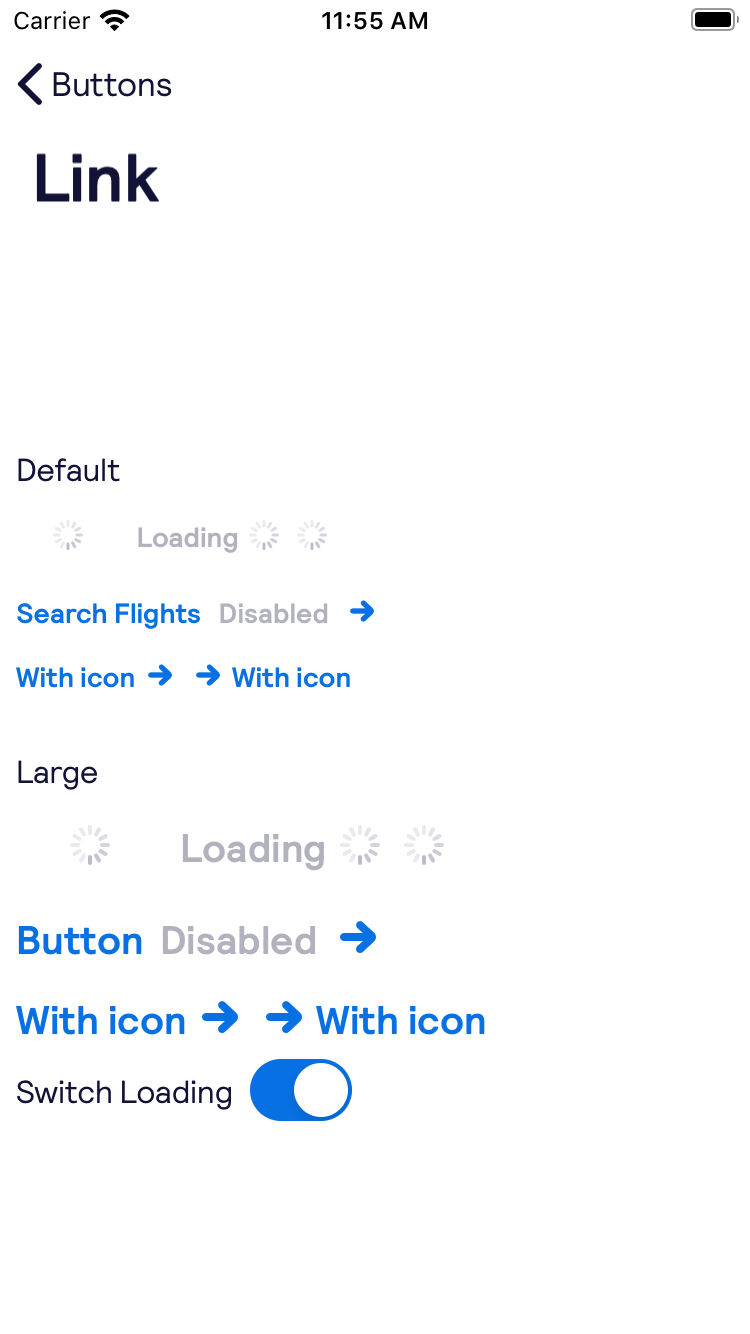 Carrier 11:55 AM
Buttons
Link
Default
Loading
Search Flights Disabled
With icon With icon
Large
Loading
Button Disabled
With icon With icon
Switch Loading